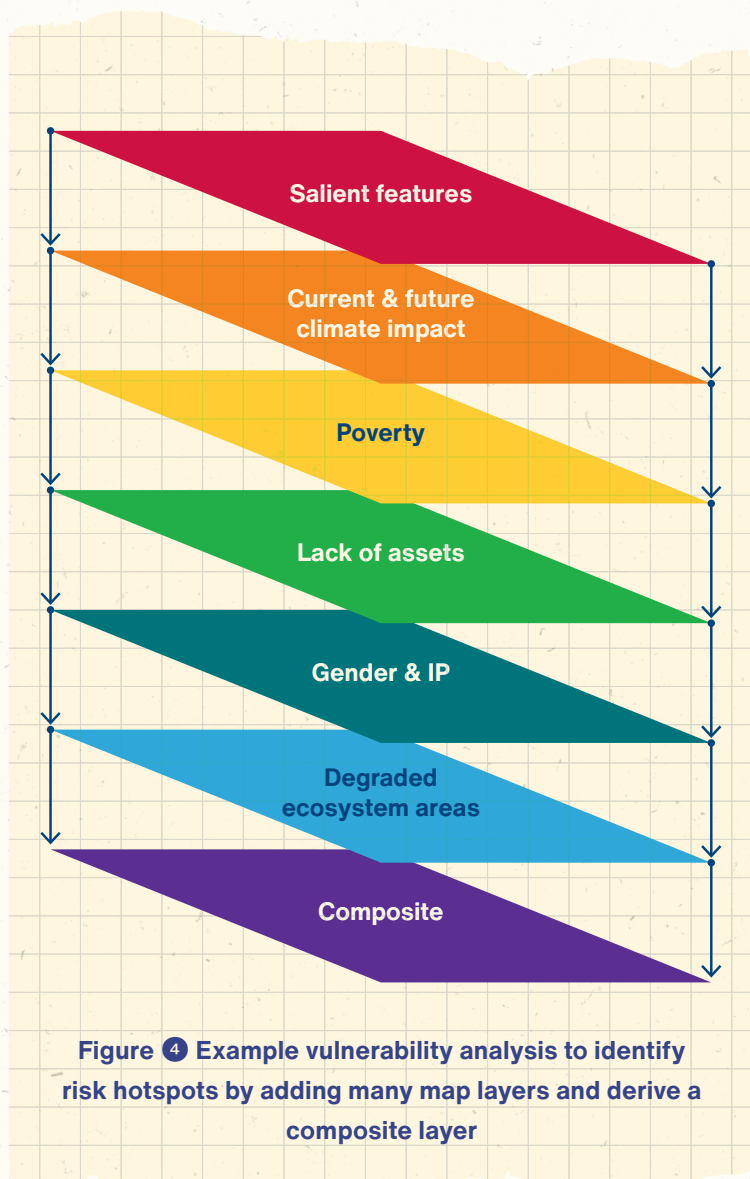 Salient features
Current & future
climate impact
Poverty
Lack of assets
Gender & IP
Degraded
ecosystem areas
Composite
Figure 4 Example vulnerability analysis to identify
risk hotspots by adding many map layers and derive a
composite layer